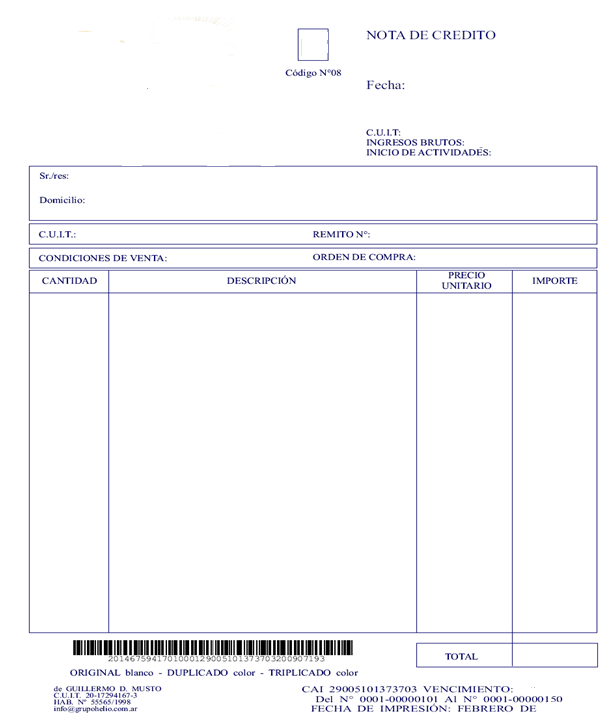 NOTA DE CREDITO
Código N°08
Fecha:
C.U.I.T:
INGRESOS BRUTOS:
INICIO DE ACTIVIDADES:
Sr./res:
Domicilio:
C.U.I.T.: REMITO N°:
CONDICIONES DE VENTA: ORDEN DE COMPRA:
CANTIDAD DESCRIPCIÓN PRECIO UNITARIO IMPORTE
2014675941701000129005101373703200907193
TOTAL
ORIGINAL blanco - DUPLICADO color - TRIPLICADO color
de GUILLERMO D. MUSTO
C.U.I.T. 20-17294167-3
HAB. Nº 55565/1998
info@grupohelio.com.ar
CAI 29005101373703 VENCIMIENTO:
Del N° 0001-00000101 Al N° 0001-00000150
FECHA DE IMPRESIÓN: FEBRERO DE